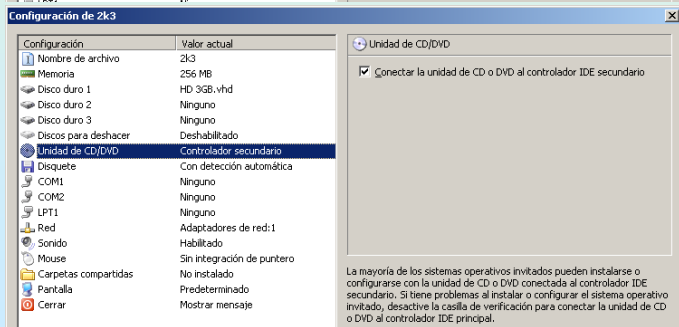 Configuración de 2k3
Configuración Valor actual
Nombre de archivo 2k3
Memoria 256 MB
Disco duro 1 HD 3GB.vhd
Disco duro 2 Ninguno
Disco duro 3 Ninguno
Discos para deshacer Deshabilitado
Unidad de CD/DVD Controlador secundario
Disquete Con detección automática
COM1 Ninguno
COM2 Ninguno
LPT1 Ninguno
Red Adaptadores de red:1
Sonido Habilitado
Mouse Sin integración de puntero
Carpetas compartidas No instalado
Pantalla Predeterminado
Cerrar Mostrar mensaje
Unidad de CD/DVD
Conectar la unidad de CD o DVD al controlador IDE secundario
La mayoría de los sistemas operativos invitados pueden instalarse o
configurarse con la unidad de CD o DVD conectada al controlador IDE
secundario. Si tiene problemas al instalar o configurar el sistema operativo
invitado, desactive la casilla de verificación para conectar la unidad de CD
o DVD al controlador IDE principal.